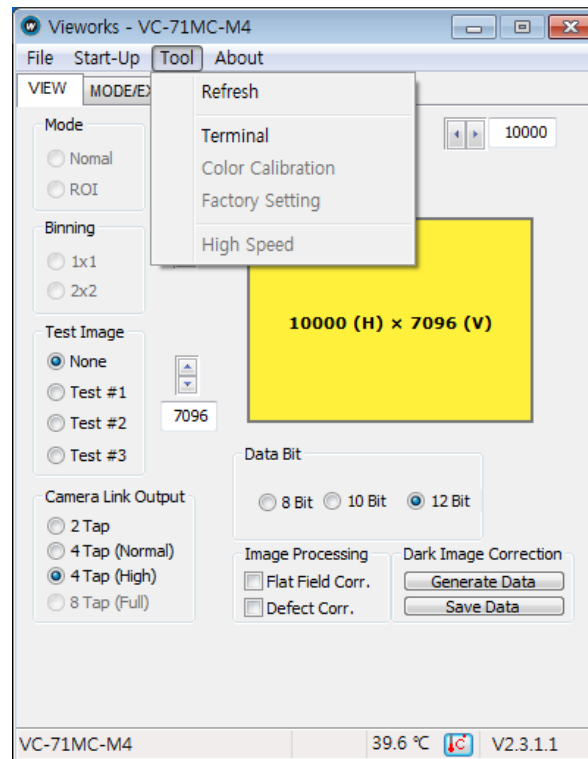 Vieworks - VC-71MC-M4
File Start-Up Tool About
VIEW MODE/EX
Refresh
Terminal
Color Calibration
Factory Setting
High Speed
Mode
Nomal
ROI
10000
Binning
1x1
2x2
10000 (H) × 7096 (V)
Test Image
None
Test #1
Test #2
Test #3
7096
Data Bit
8 Bit 10 Bit 12 Bit
Camera Link Output
2 Tap
4 Tap (Normal)
4 Tap (High)
8 Tap (Full)
Image Processing
Flat Field Corr.
Defect Corr.
Dark Image Correction
Generate Data
Save Data
VC-71MC-M4 39.6 ℃ C V2.3.1.1